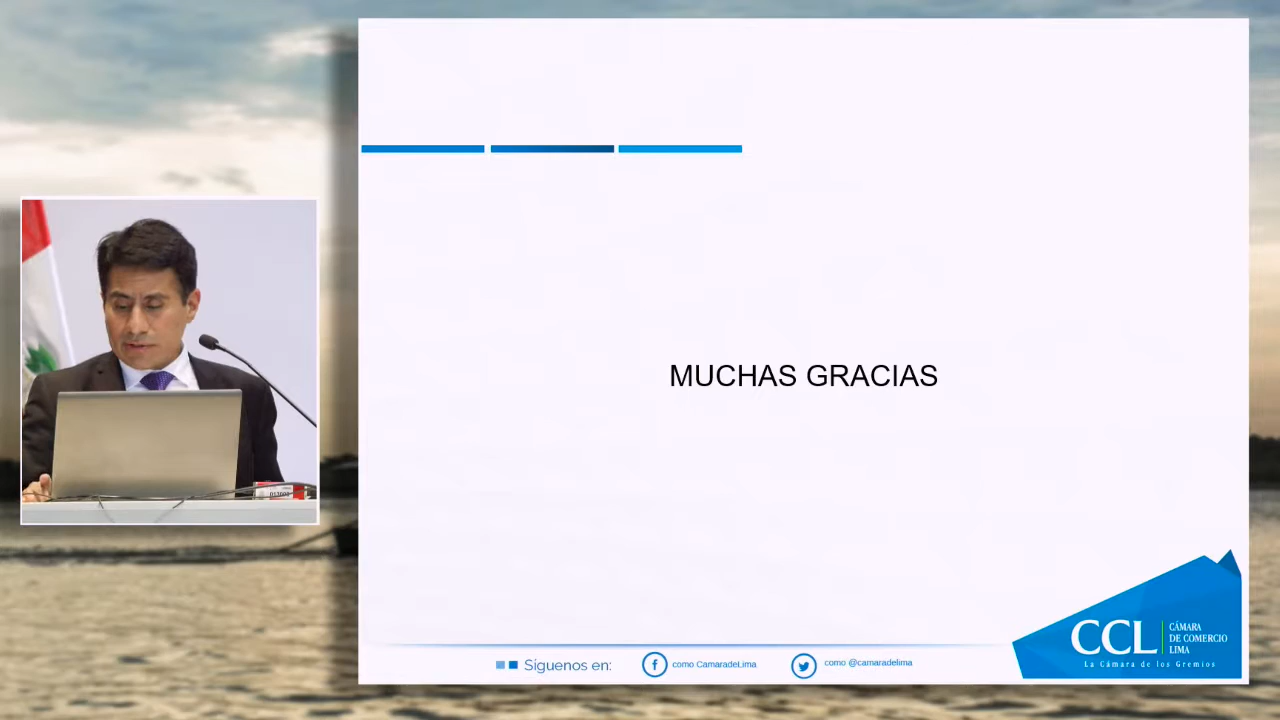 MUCHAS GRACIAS
CCL
CÁMARA
DE COMERCIO
LIMA
La Cámara de los Gremios
Síguenos en:
como CamaradeLima
como @camaradelima